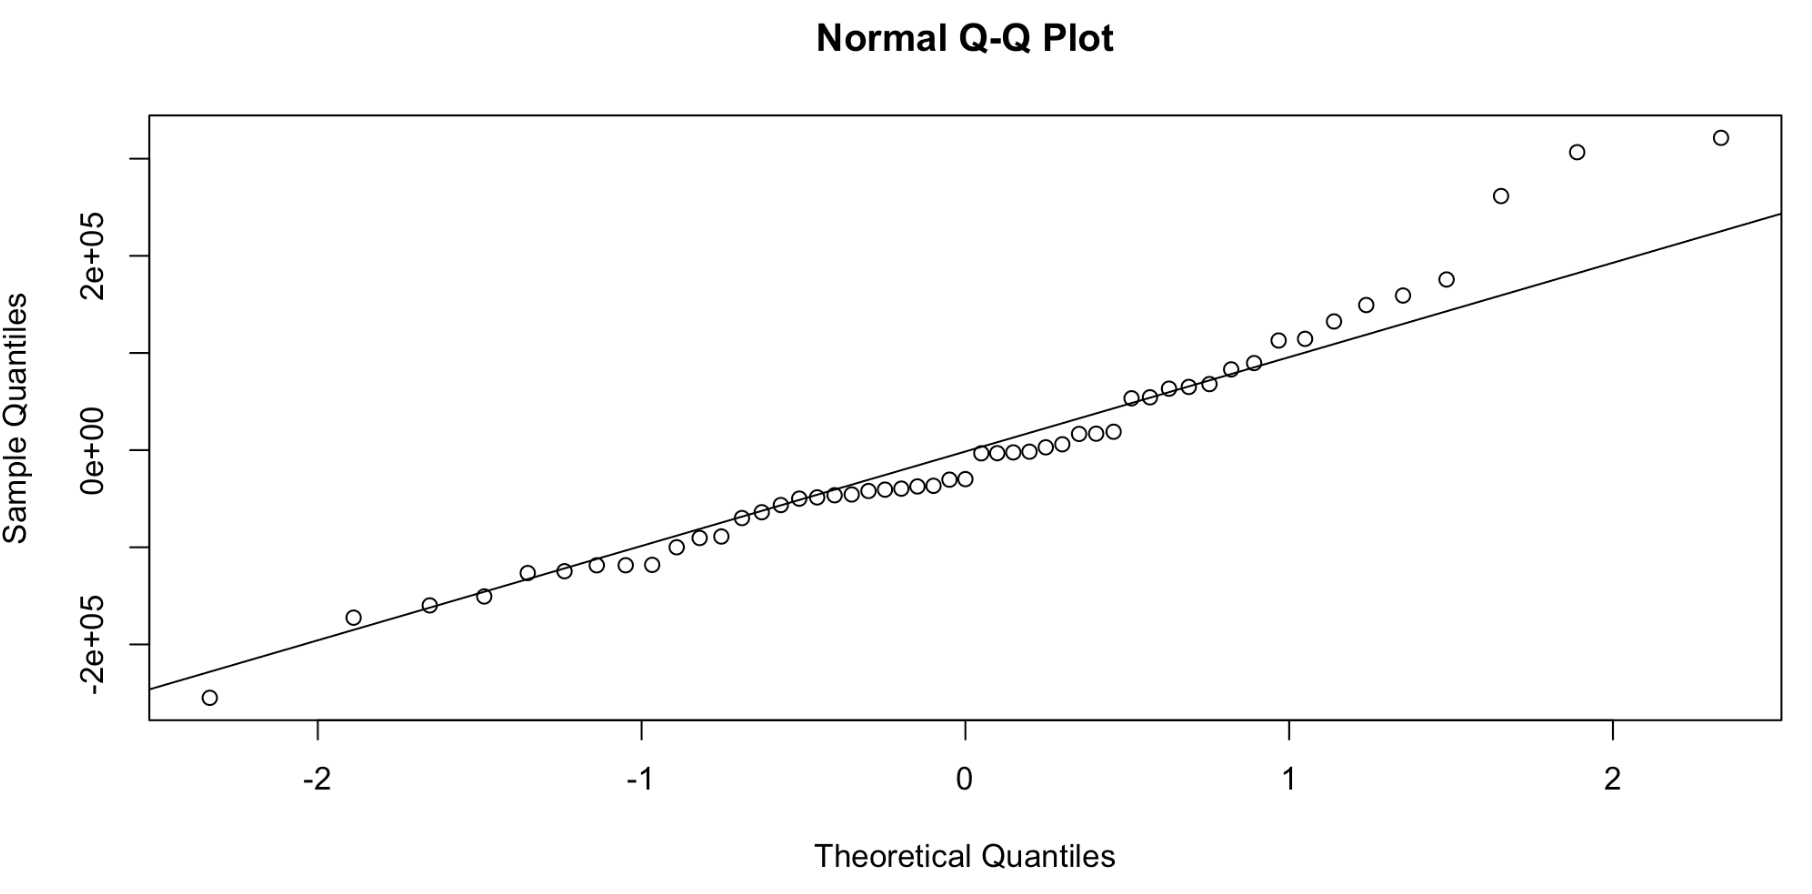 Normal Q-Q Plot
Sample Quantiles
2e+05
0e+00
-2e+05
-2
-1
0
1
2
Theoretical Quantiles